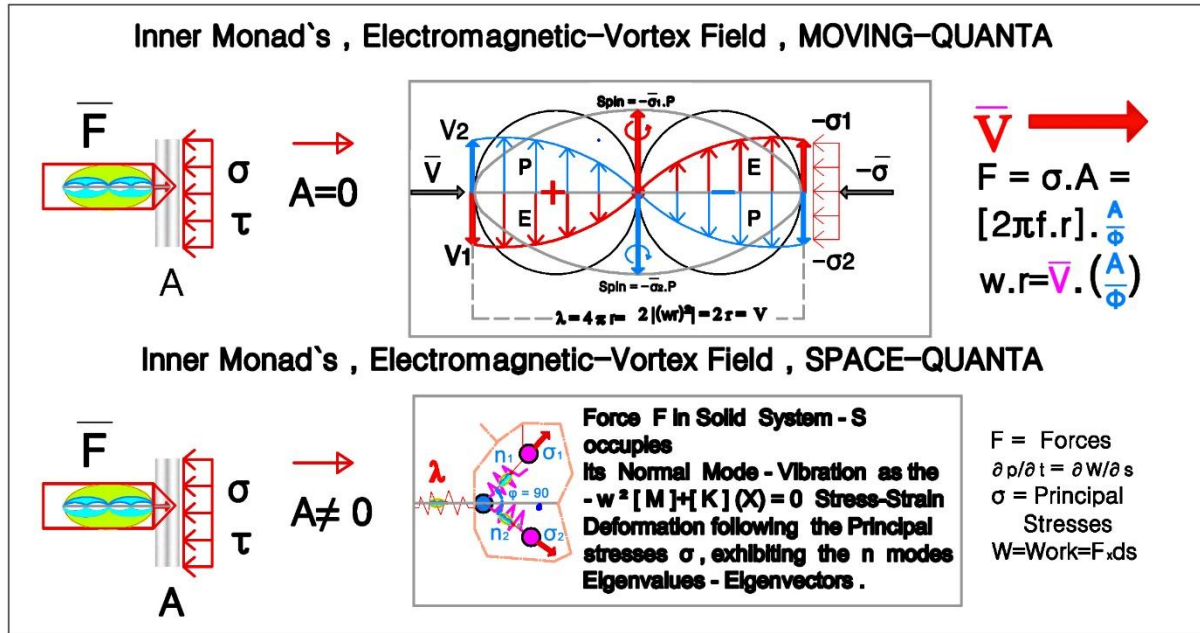 Inner Monad`s , Electromagnetic-Vortex Field , MOVING-QUANTA
F
σ
τ
A
A=0
V
V2
V1
P
E
+
E
P
−
Spin = -σ1.P
Spin = -σ2.P
-σ1
-σ2
-σ
λ = 4 π r = 2 |(wr)²| = 2 r = V
V
F = σ.A =
[2πf.r]. A/Φ
w.r=V.(A/Φ)
Inner Monad`s , Electromagnetic-Vortex Field , SPACE-QUANTA
F
σ
τ
A
A≠ 0
λ
n1
σ1
φ = 90
n2
σ2
Force F in Solid System - S
occupies
its Normal Mode - Vibration as the
- w ² [ M ]+[ K ] (X) = 0 Stress-Strain
Deformation following the Principal
stresses σ , exhibiting the n modes
Eigenvalues - Eigenvectors .
F = Forces
∂ p/∂ t = ∂ W/∂ s
σ = Principal
Stresses
W=Work=Fxds